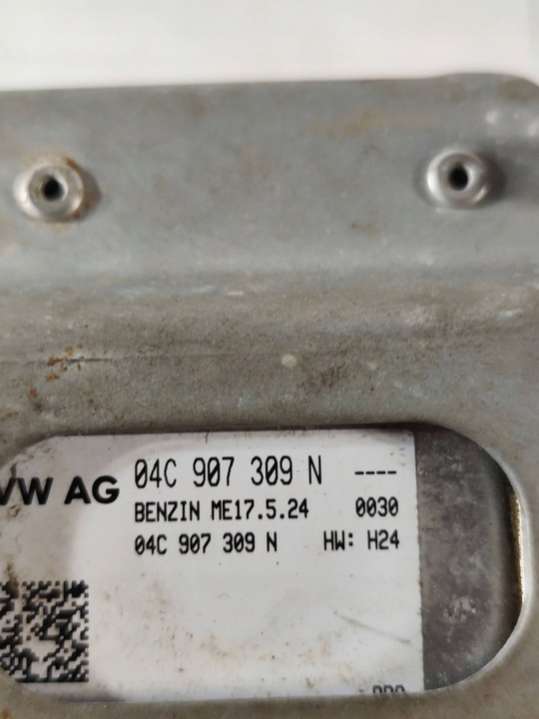 VW AG 04C 907 309 N ----
BENZIN ME17.5.24 0030
04C 907 309 N HW: H24